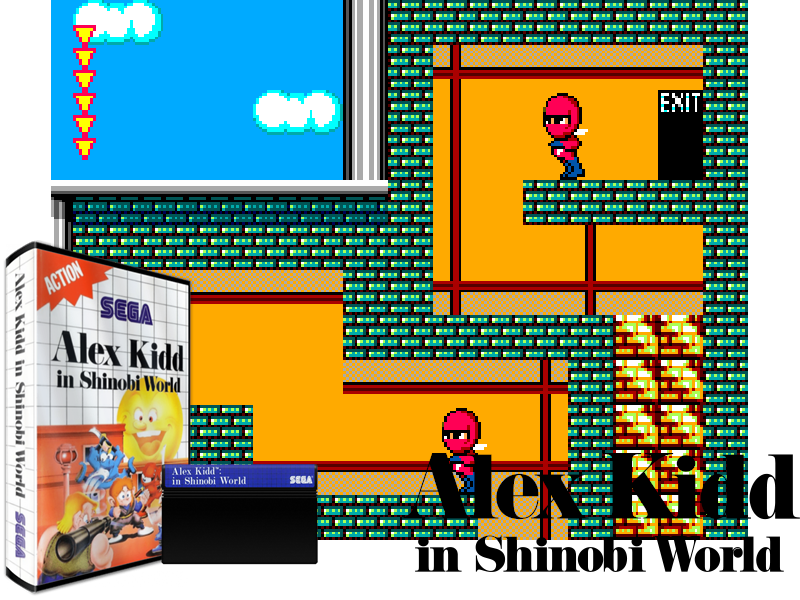 EXIT
ACTION
SEGA
Alex Kidd
in Shinobi World
Alex Kidd in Shinobi World
SEGA
Alex Kidd™:
in Shinobi World
SEGA
Alex Kidd
in Shinobi World